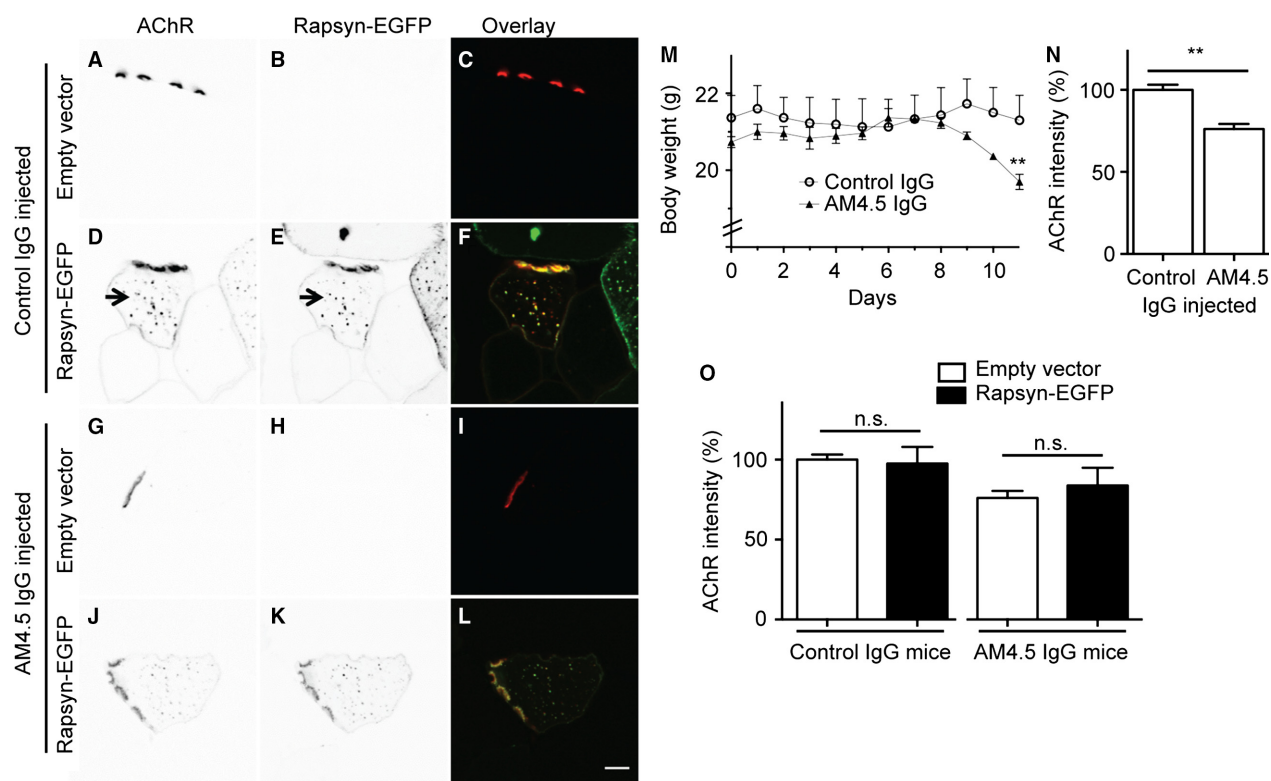 AChR Rapsyn-EGFP Overlay
Control IgG injected
Empty vector
A B C
Rapsyn-EGFP
D E F
AM4.5 IgG injected
Empty vector
G H I
Rapsyn-EGFP
J K L
M
Body weight (g)
22
20
Control IgG
AM4.5 IgG
**
0 2 4 6 8 10
Days
N
AChR intensity (%)
**
100
50
0
Control AM4.5
IgG injected
O
Empty vector
Rapsyn-EGFP
AChR intensity (%)
n.s. n.s.
100
50
0
Control IgG mice AM4.5 IgG mice